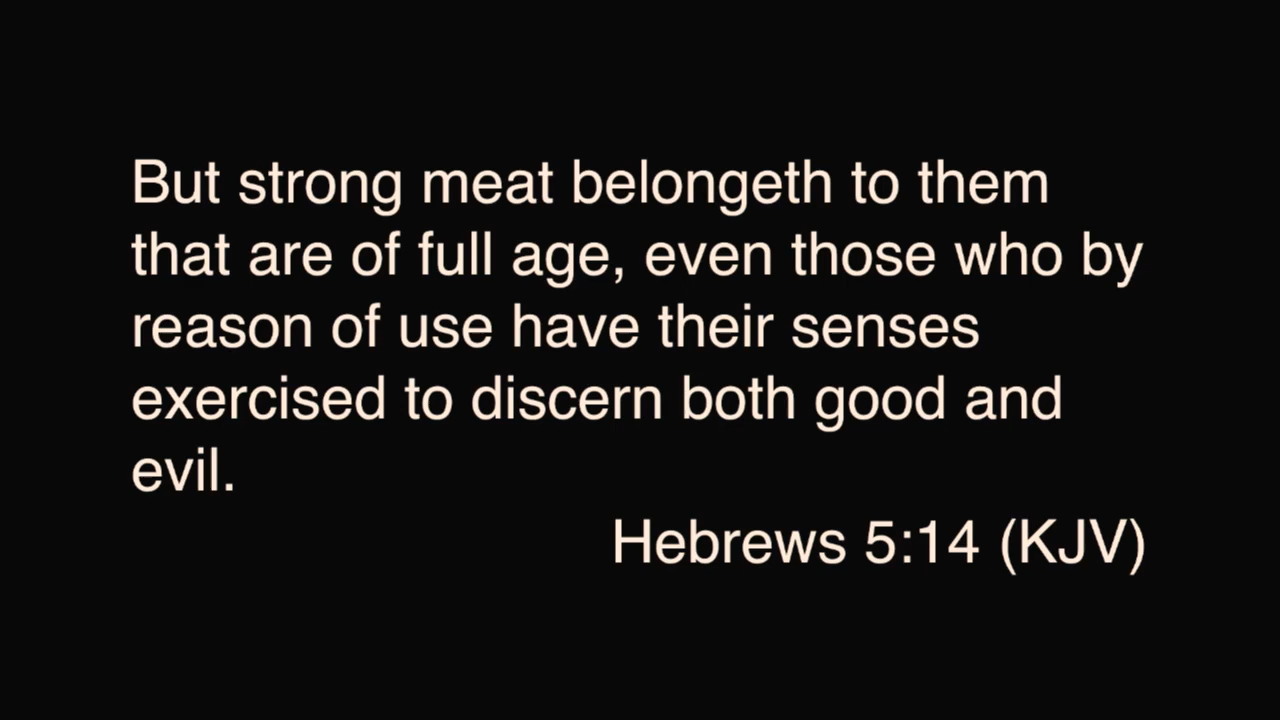 But strong meat belongeth to them
that are of full age, even those who by
reason of use have their senses
exercised to discern both good and
evil.
Hebrews 5:14 (KJV)